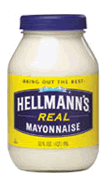 BRING OUT THE BEST
HELLMANN'S
REAL
MAYONNAISE